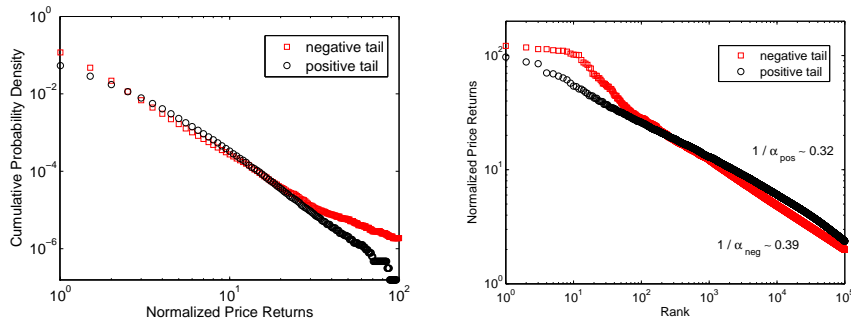 10^0
10^-2
10^-4
10^-6
10^0
10^1
10^2
Cumulative Probability Density
Normalized Price Returns
negative tail
positive tail
10^2
10^1
10^0
10^0
10^1
10^2
10^3
10^4
10^5
Normalized Price Returns
Rank
negative tail
positive tail
1 / α_pos ~ 0.32
1 / α_neg ~ 0.39